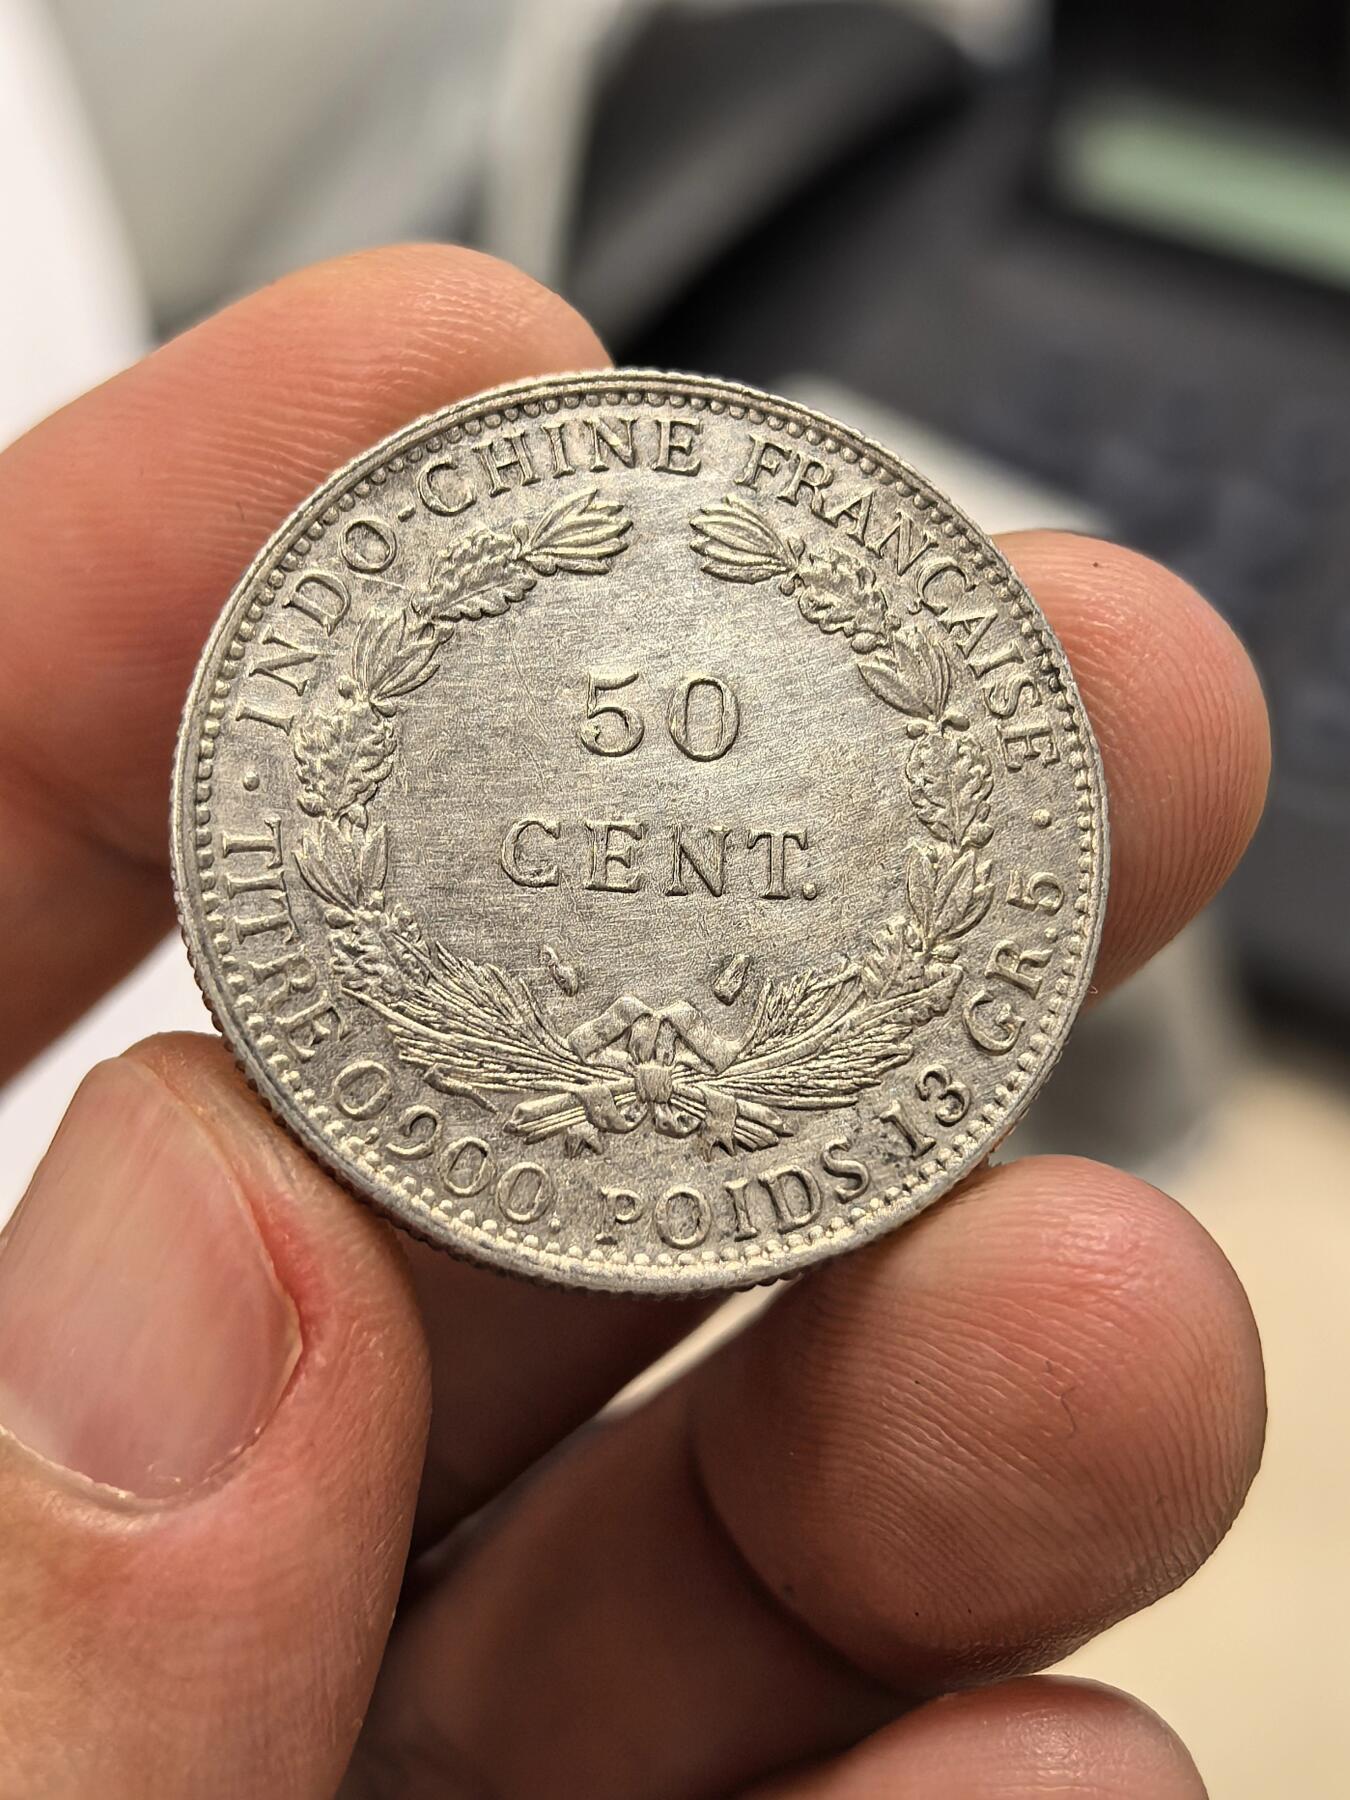 INDO-CHINE FRANÇAISE
50
CENT.
TITRE 0,900. POIDS 13 GR.5